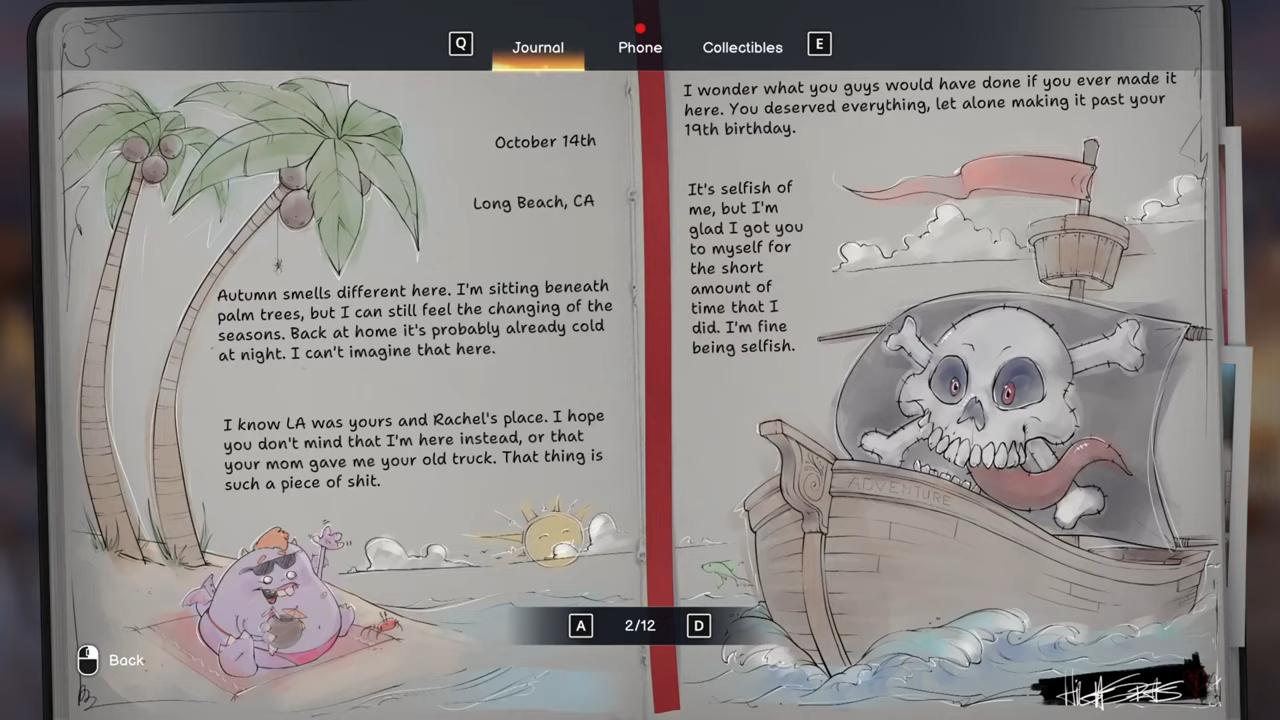 Q
Journal
Phone
Collectibles
E
October 14th
Long Beach, CA
Autumn smells different here. I'm sitting beneath
palm trees, but I can still feel the changing of the
seasons. Back at home it's probably already cold
at night. I can't imagine that here.
I know LA was yours and Rachel's place. I hope
you don't mind that I'm here instead, or that
your mom gave me your old truck. That thing is
such a piece of shit.
I wonder what you guys would have done if you ever made it
here. You deserved everything, let alone making it past your
19th birthday.
It's selfish of
me, but I'm
glad I got you
to myself for
the short
amount of
time that I
did. I'm fine
being selfish.
ADVENTURE
A
2/12
D
Back